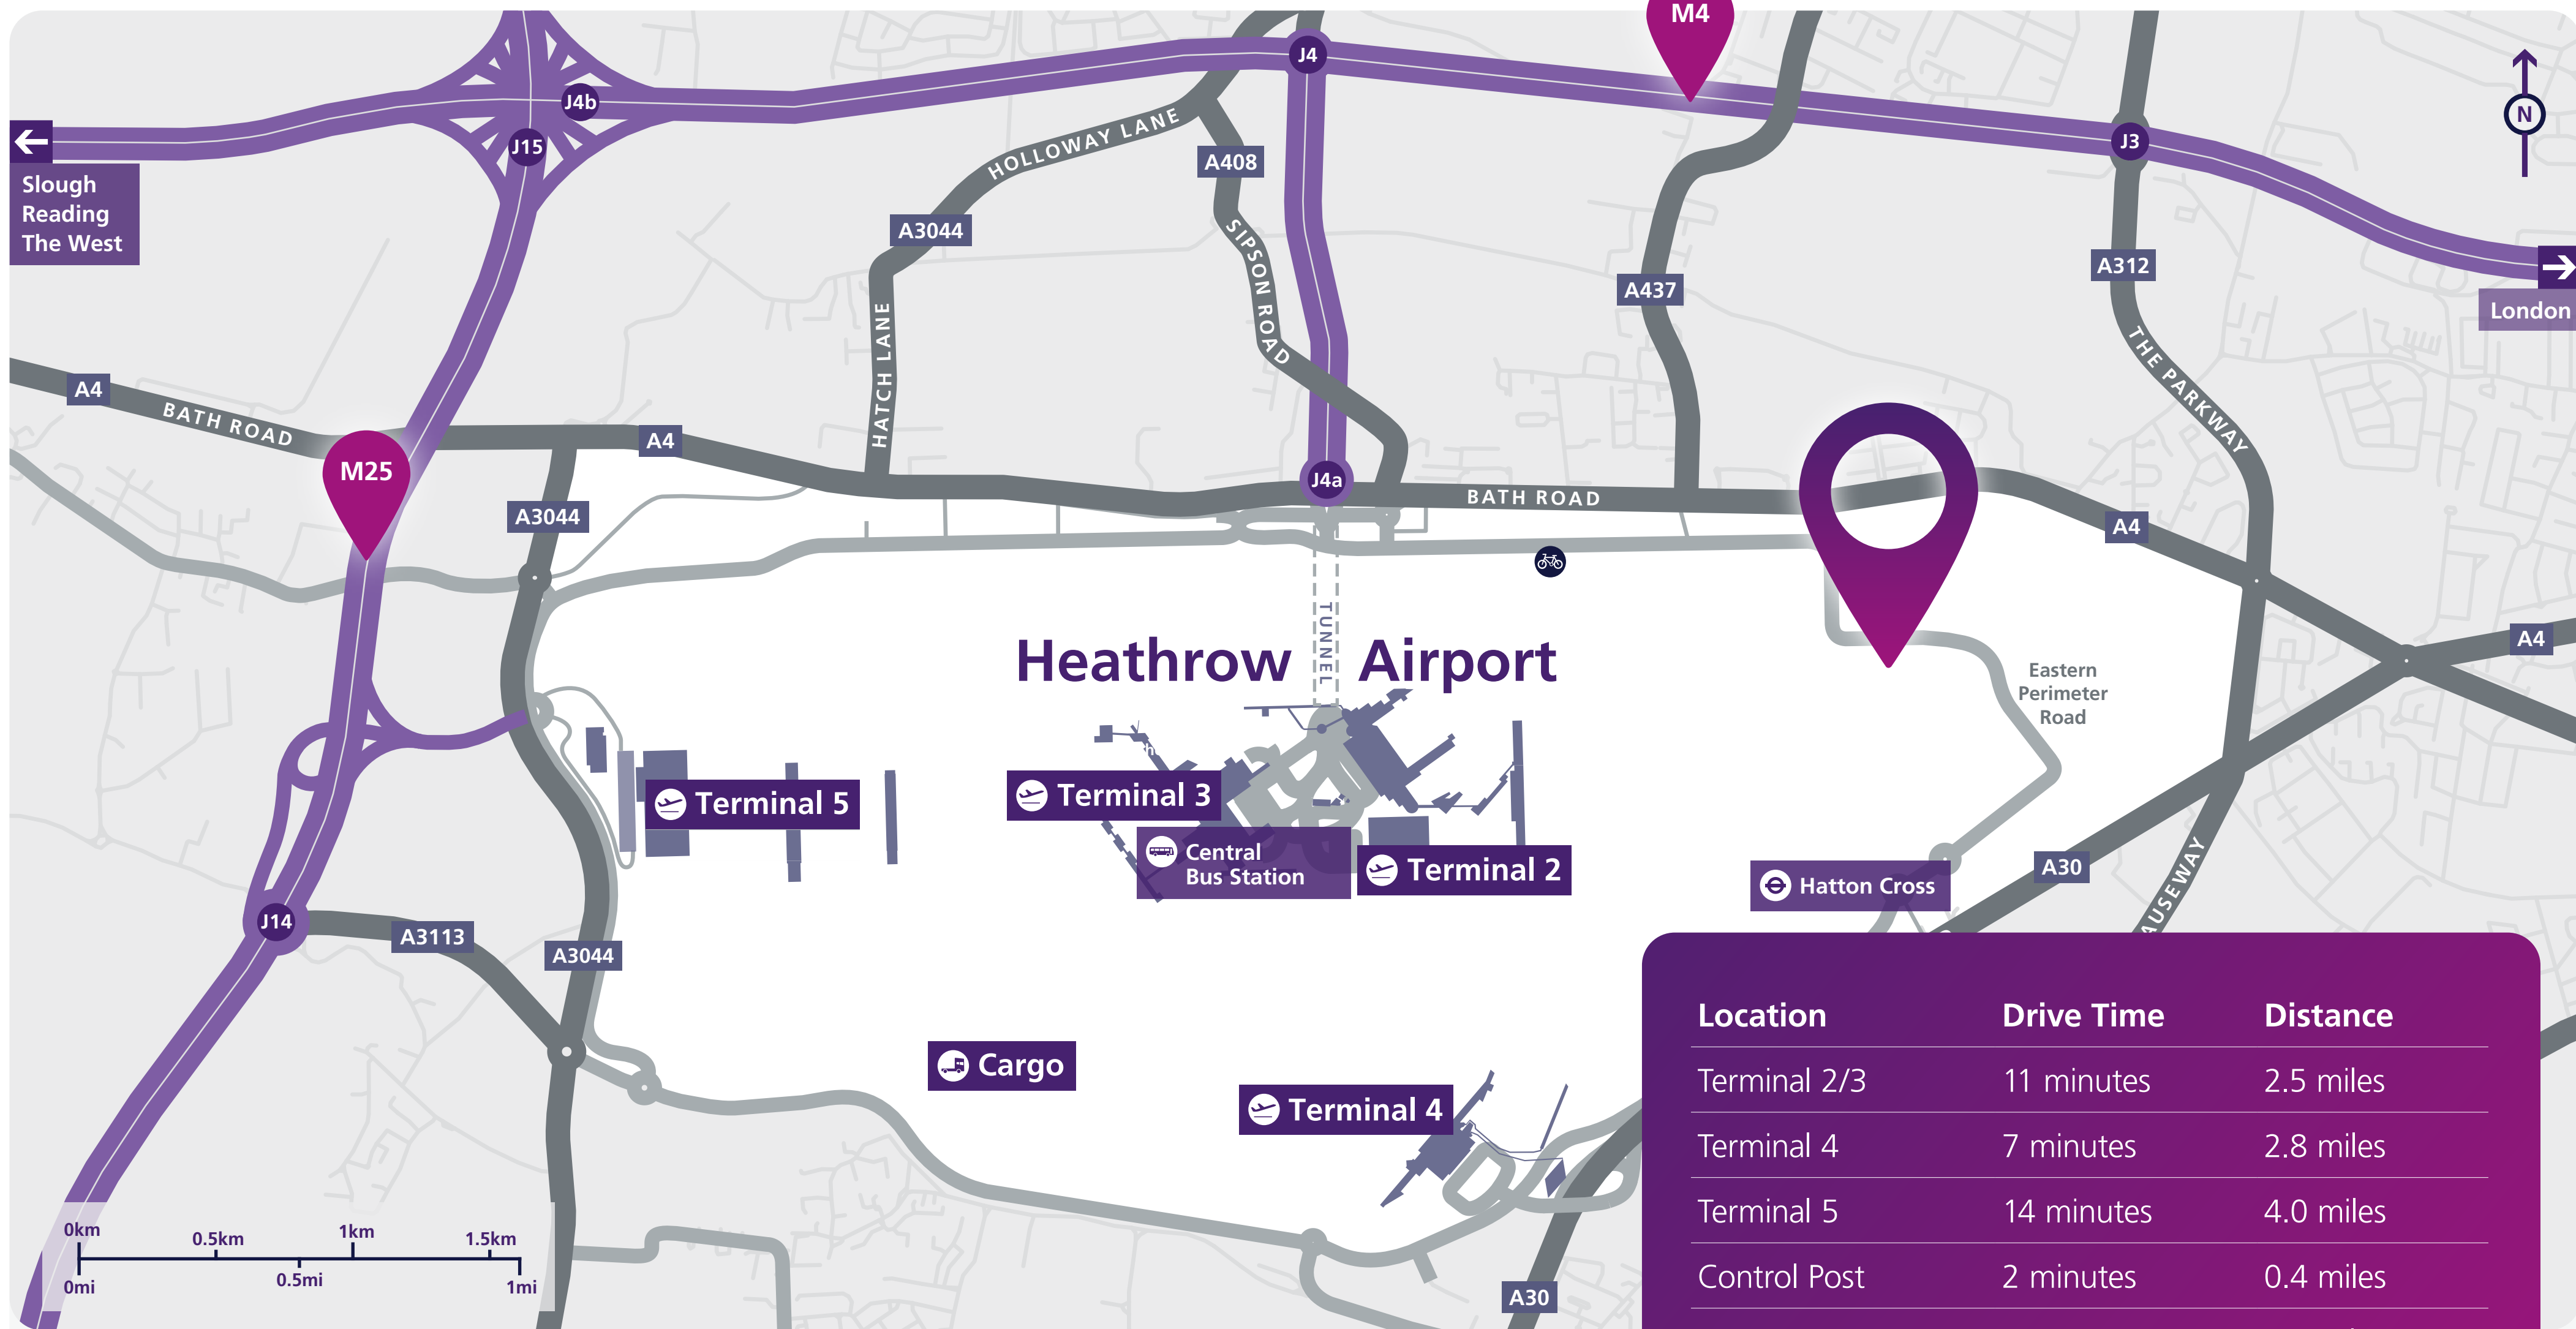 M4
J4
J4b
J15
J3
N
Slough
Reading
The West
HOLLOWAY LANE
A408
A3044
SIPSON ROAD
A437
A312
London
HATCH LANE
THE PARKWAY
A4
BATH ROAD
A4
M25
J4a
BATH ROAD
A3044
A4
TUNNEL
Heathrow Airport
A4
Eastern
Perimeter
Road
Terminal 5
Terminal 3
Central
Bus Station
Terminal 2
A30
Hatton Cross
AUSEWAY
J14
A3113
A3044
Cargo
Terminal 4
Location Drive Time Distance
Terminal 2/3 11 minutes 2.5 miles
Terminal 4 7 minutes 2.8 miles
Terminal 5 14 minutes 4.0 miles
Control Post 2 minutes 0.4 miles
0km 0.5km 1km 1.5km
0mi 0.5mi 1mi
A30